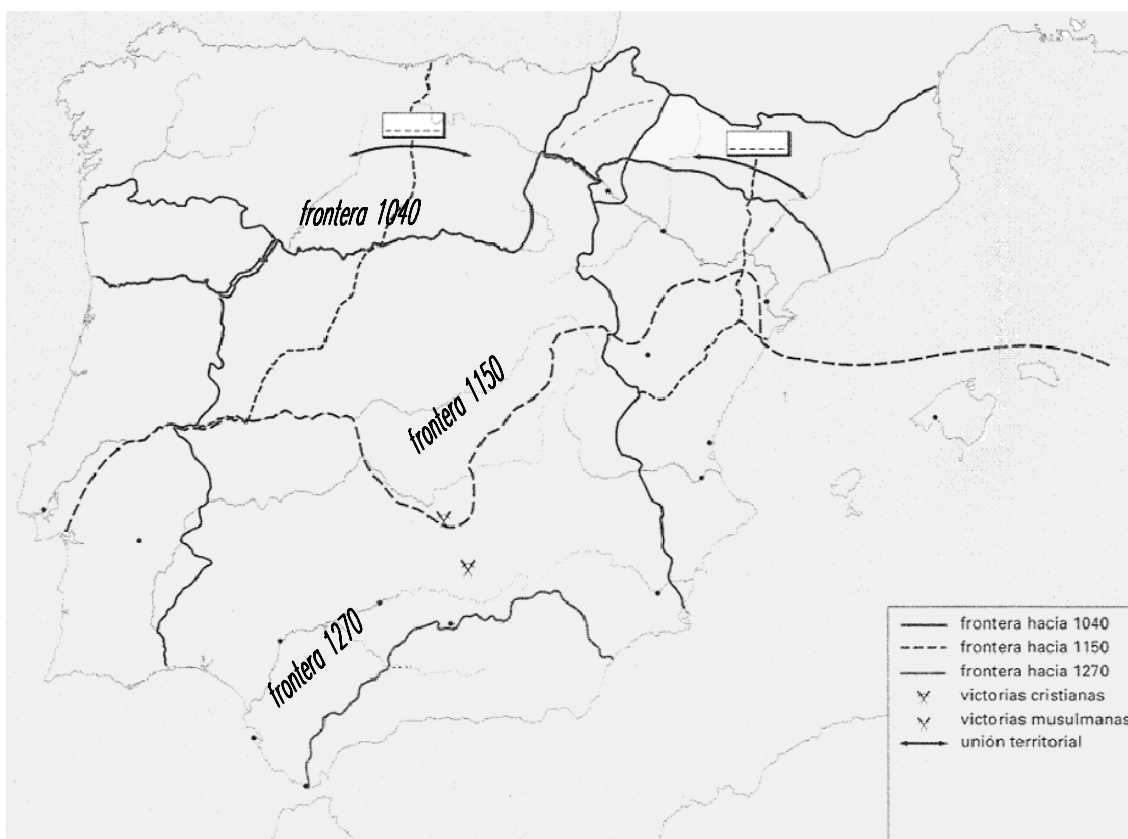 frontera 1040
frontera 1150
frontera 1270
frontera hacia 1040
frontera hacia 1150
frontera hacia 1270
victorias cristianas
victorias musulmanas
unión territorial